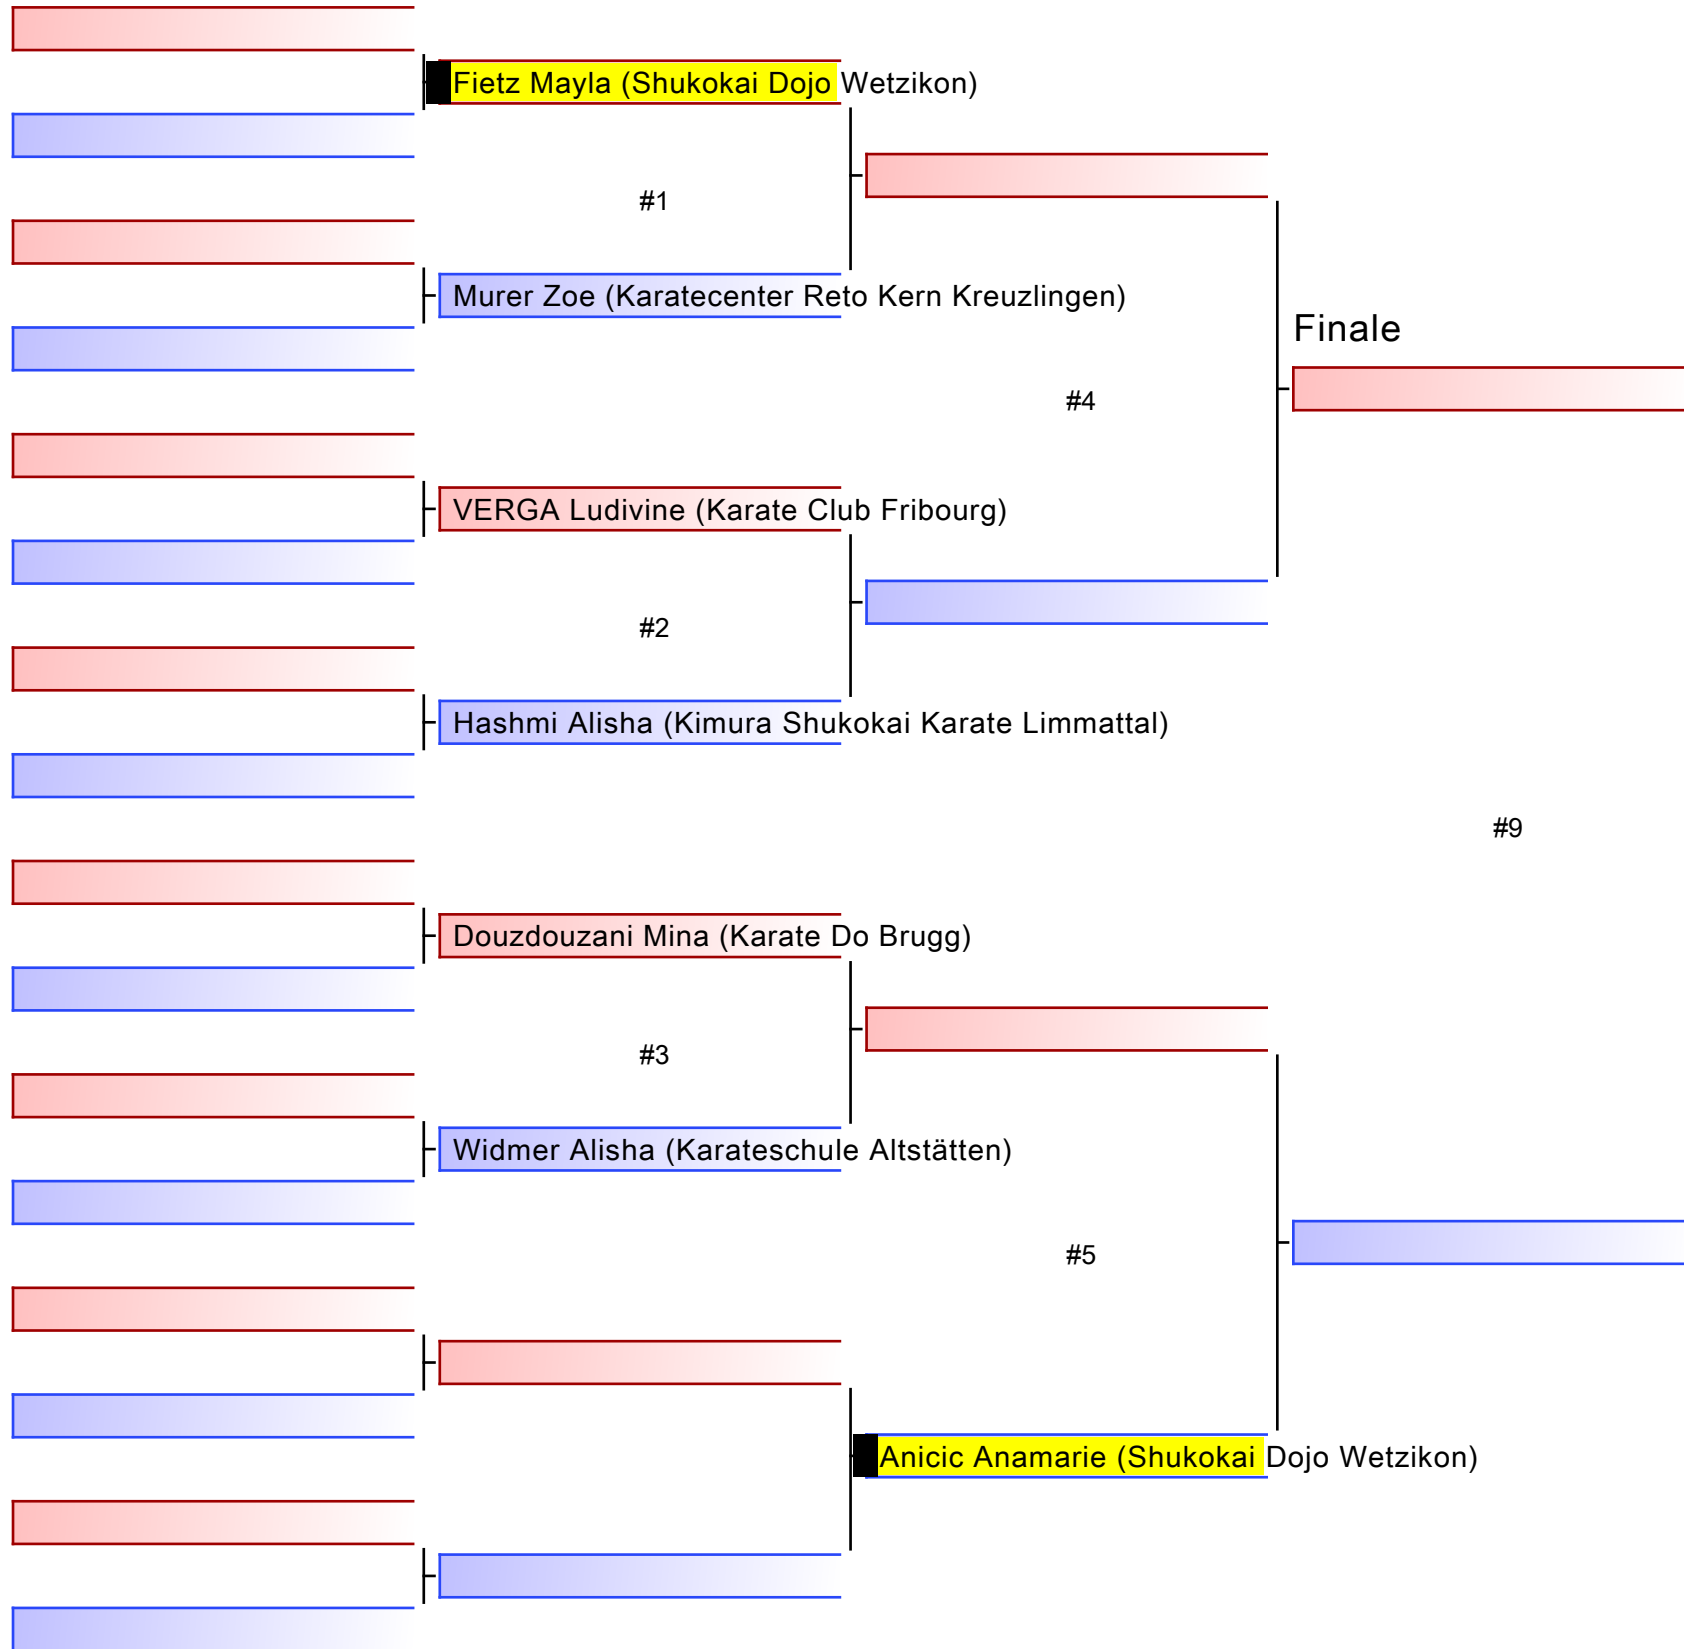 Fietz Mayla (Shukokai Dojo Wetzikon)
#1
Murer Zoe (Karatecenter Reto Kern Kreuzlingen)
Finale
#4
VERGA Ludivine (Karate Club Fribourg)
#2
Hashmi Alisha (Kimura Shukokai Karate Limmattal)
#9
Douzdouzani Mina (Karate Do Brugg)
#3
Widmer Alisha (Karateschule Altstätten)
#5
Anicic Anamarie (Shukokai Dojo Wetzikon)